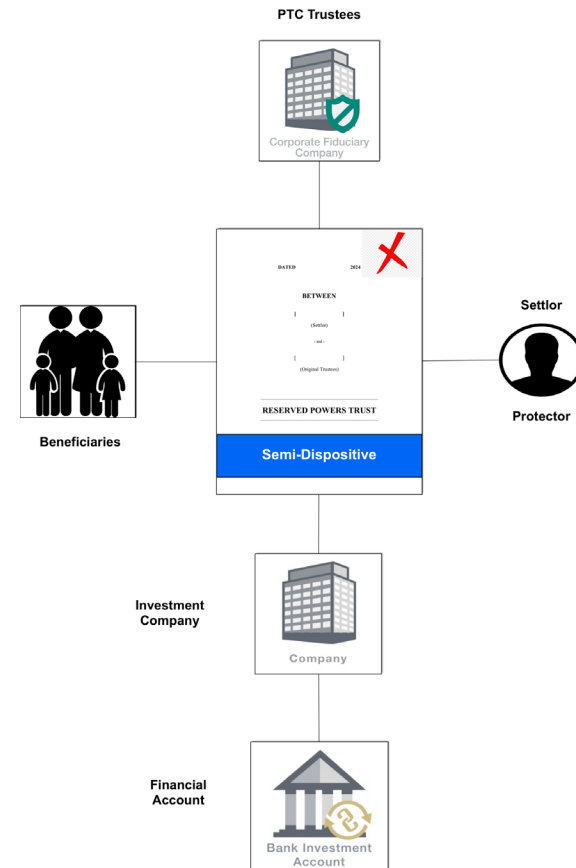 PTC Trustees
Corporate Fiduciary
Company
DATED 2024
BETWEEN
[ ]
(Settlor)
- and -
[ ]
(Original Trustees)
RESERVED POWERS TRUST
Semi-Dispositive
Beneficiaries
Settlor
Protector
Investment
Company
Company
Financial
Account
Bank Investment
Account